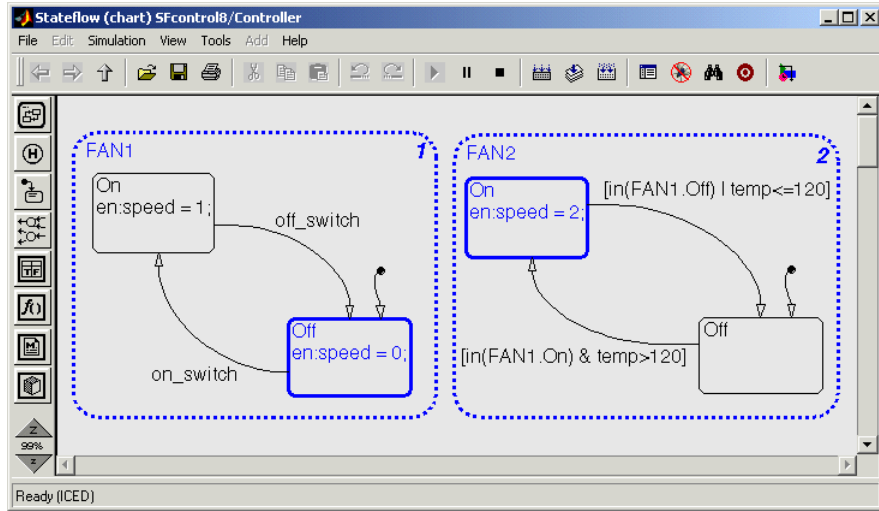 Stateflow (chart) SFcontrol8/Controller
File Edit Simulation View Tools Add Help
FAN1
1
On
en:speed = 1;
off_switch
Off
en:speed = 0;
on_switch
FAN2
2
On
en:speed = 2;
[in(FAN1.Off) | temp<=120]
Off
[in(FAN1.On) & temp>120]
H
TF
f()
M
Z
99%
z
Ready (ICED)